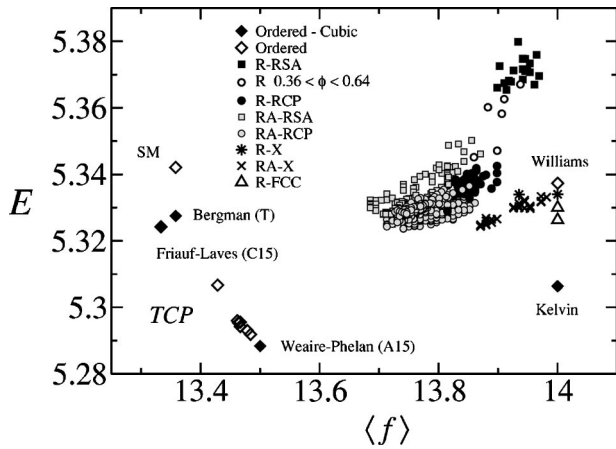 5.38
5.36
5.34
5.32
5.3
5.28
E
Ordered - Cubic
Ordered
R-RSA
R 0.36 < ϕ < 0.64
R-RCP
RA-RSA
RA-RCP
R-X
RA-X
R-FCC
SM
Bergman (T)
Friauf-Laves (C15)
TCP
Weaire-Phelan (A15)
Williams
Kelvin
13.4
13.6
13.8
14
⟨f⟩